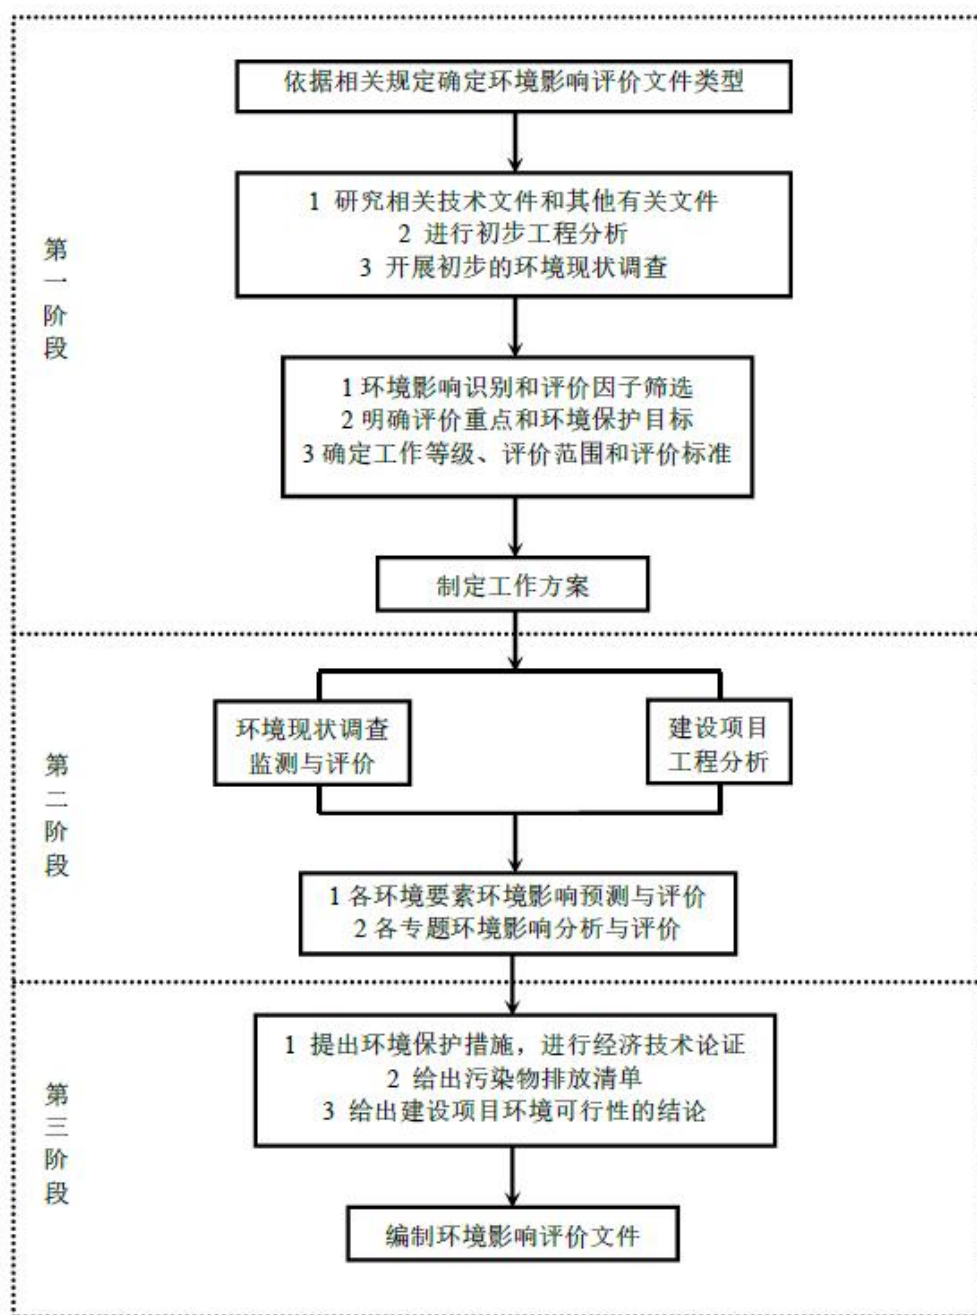 依据相关规定确定环境影响评价文件类型
1 研究相关技术文件和其他有关文件
2 进行初步工程分析
3 开展初步的环境现状调查
第一阶段
1环境影响识别和评价因子筛选
2明确评价重点和环境保护目标
3确定工作等级、评价范围和评价标准
制定工作方案
环境现状调查
监测与评价
建设项目
工程分析
第二阶段
1各环境要素环境影响预测与评价
2各专题环境影响分析与评价
1 提出环境保护措施，进行经济技术论证
2 给出污染物排放清单
3 给出建设项目环境可行性的结论
第三阶段
编制环境影响评价文件